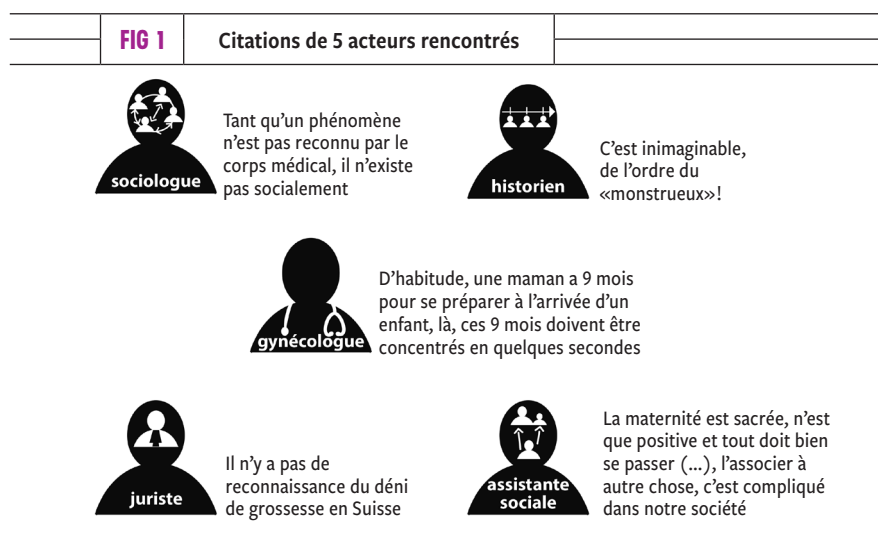 FIG 1
Citations de 5 acteurs rencontrés
Tant qu'un phénomène
n'est pas reconnu par le
corps médical, il n'existe
pas socialement
sociologue
C'est inimaginable,
de l'ordre du
«monstrueux»!
historien
D'habitude, une maman a 9 mois
pour se préparer à l'arrivée d'un
enfant, là, ces 9 mois doivent être
concentrés en quelques secondes
gynécologue
Il n'y a pas de
reconnaissance du déni
de grossesse en Suisse
juriste
La maternité est sacrée, n'est
que positive et tout doit bien
se passer (...), l'associer à
autre chose, c'est compliqué
dans notre société
assistante
sociale